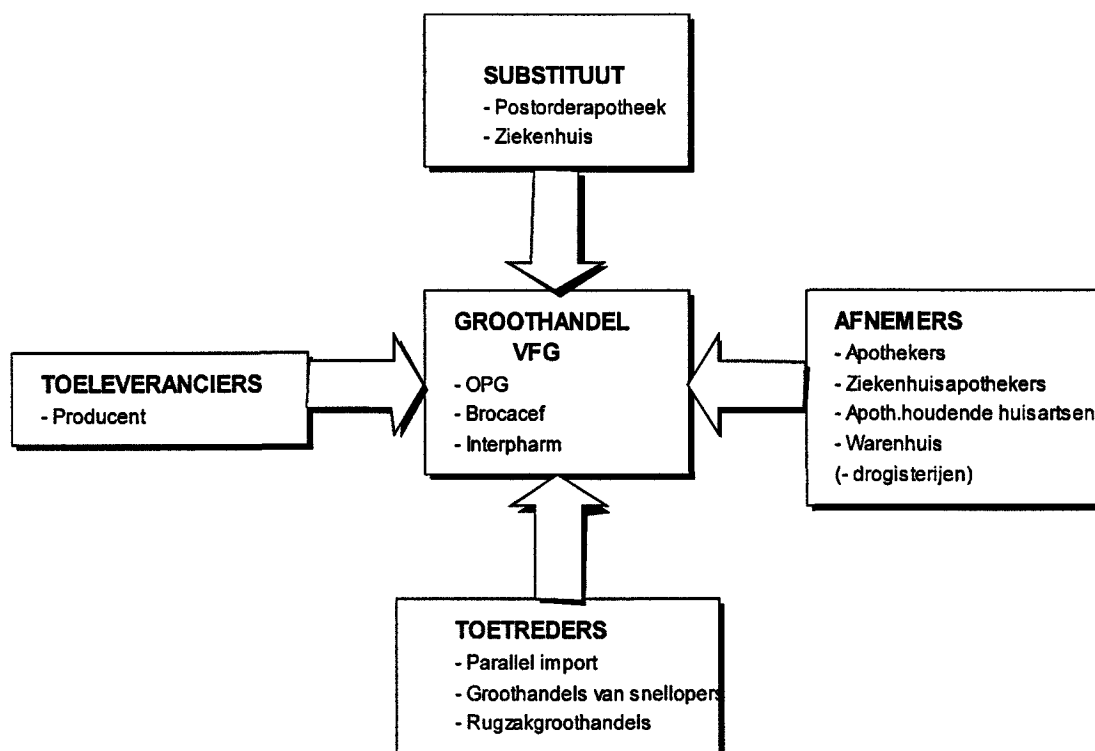 SUBSTITUUT
- Postorderapotheek
- Ziekenhuis
GROOTHANDEL
VFG
- OPG
- Brocacef
- Interpharm
AFNEMERS
- Apothekers
- Ziekenhuisapothekers
- Apoth.houdende huisartsen
- Warenhuis
(- drogisterijen)
TOELEVERANCIERS
- Producent
TOETREDERS
- Parallel import
- Groothandels van snellopers
- Rugzakgroothandels